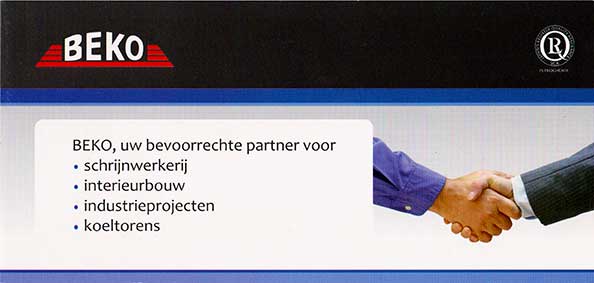 BEKO
BEKO, uw bevoorrechte partner voor
• schrijnwerkerij
• interieurbouw
• industrieprojecten
• koeltorens